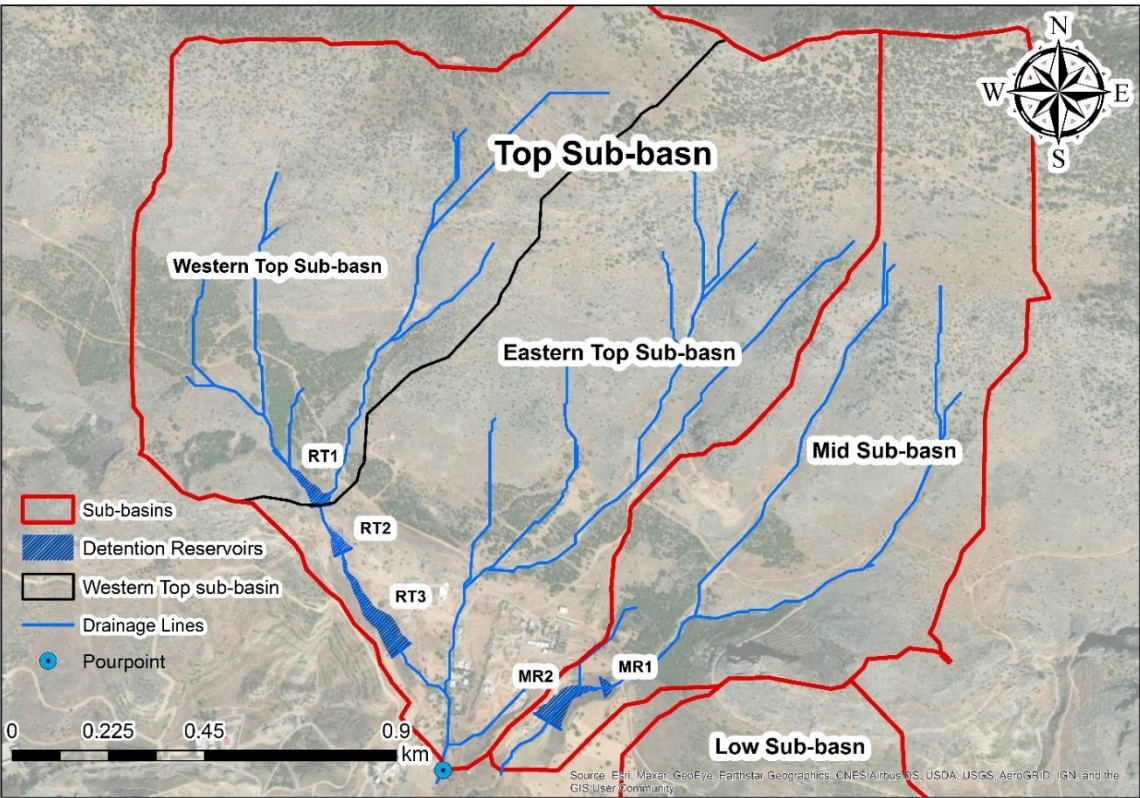 N
W E
S
Top Sub-basn
Western Top Sub-basn
Eastern Top Sub-basn
Mid Sub-basn
RT1
RT2
RT3
MR2
MR1
Low Sub-basn
Sub-basins
Detention Reservoirs
Western Top sub-basin
Drainage Lines
Pourpoint
0 0.225 0.45 0.9
km
Source: Esri, Maxar, GeoEye, Earthstar Geographics, CNES/Airbus DS, USDA, USGS, AeroGRID, IGN, and the
GIS User Community